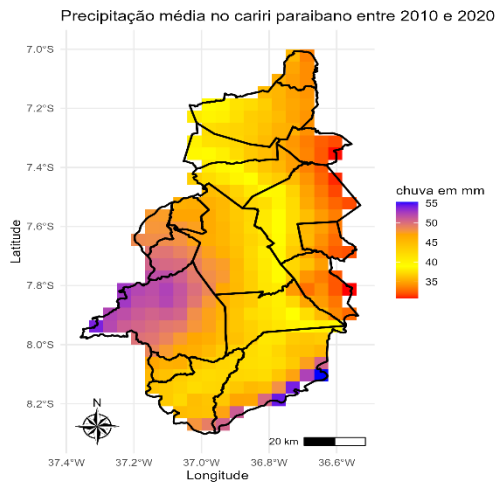 Precipitação média no cariri paraibano entre 2010 e 2020
7.0°S
7.2°S
7.4°S
7.6°S
7.8°S
8.0°S
8.2°S
Latitude
chuva em mm
55
50
45
40
35
N
20 km
37.4°W 37.2°W 37.0°W 36.8°W 36.6°W
Longitude